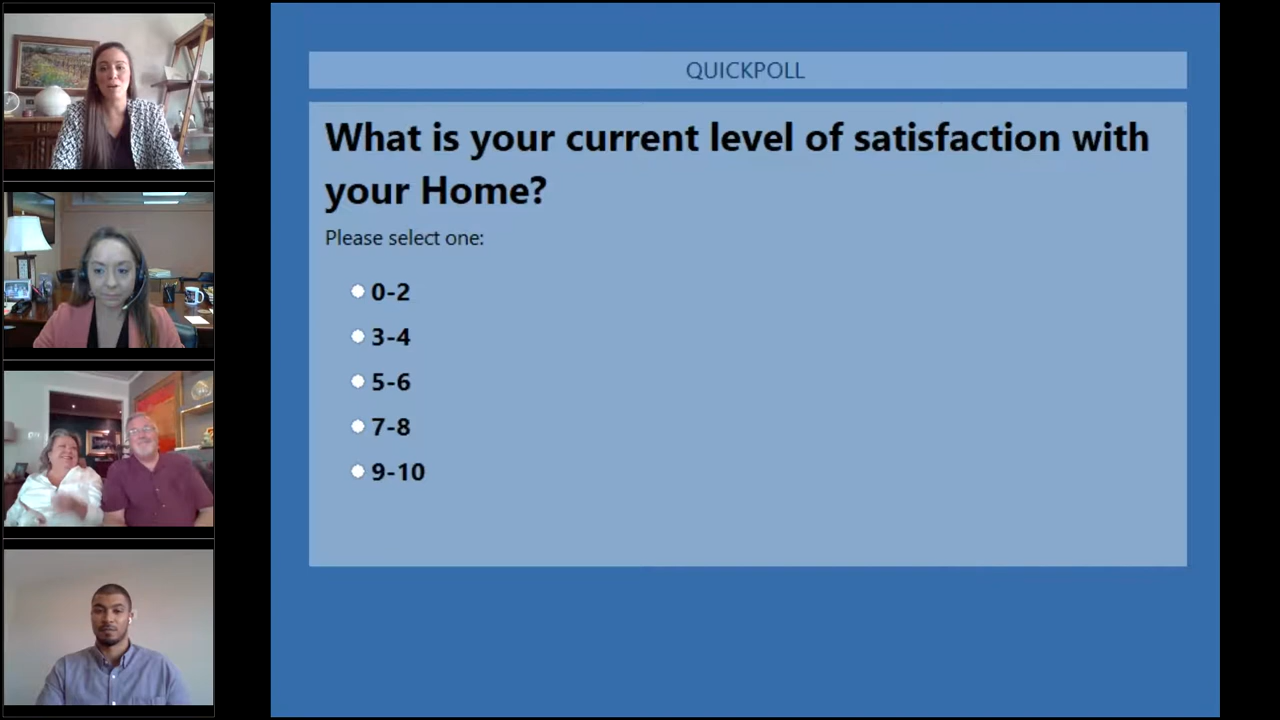 QUICKPOLL
What is your current level of satisfaction with
your Home?
Please select one:
0-2
3-4
5-6
7-8
9-10